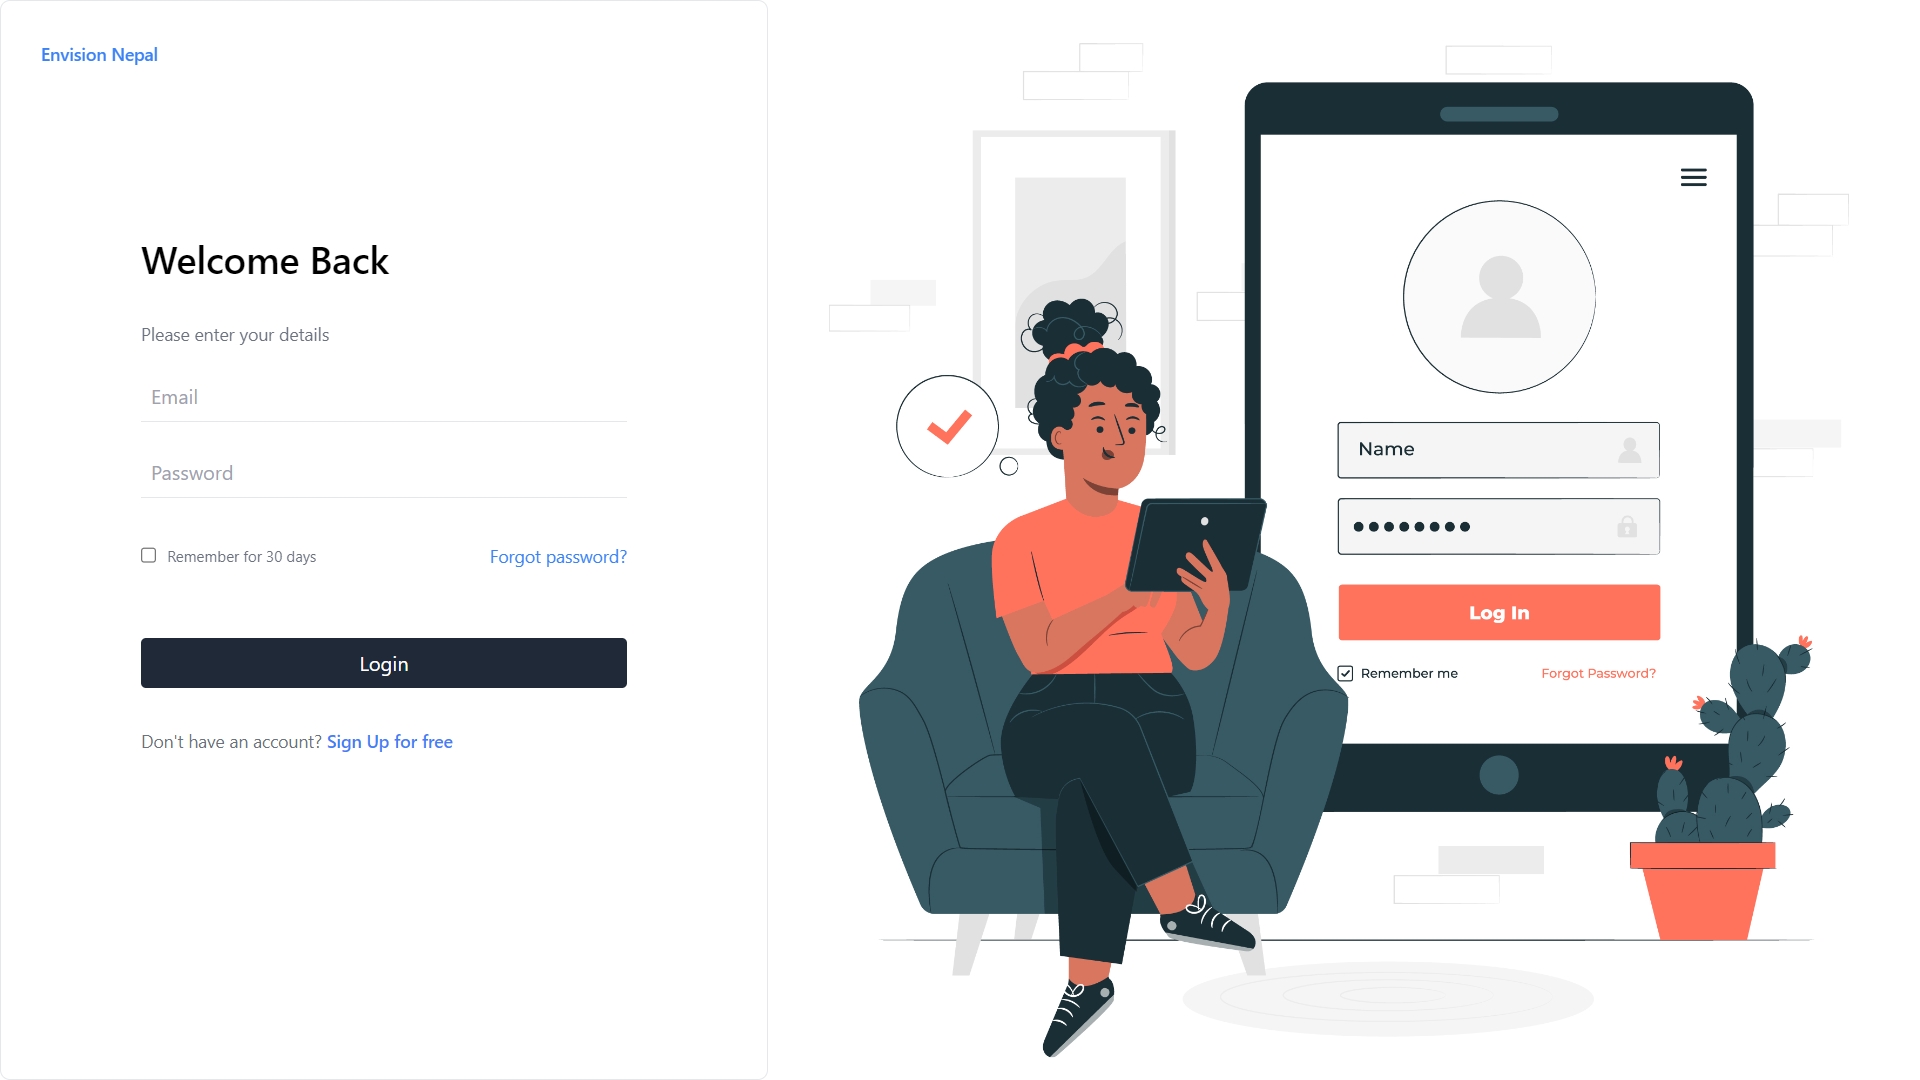 Envision Nepal
Welcome Back
Please enter your details
Email
Password
Remember for 30 days
Forgot password?
Login
Don't have an account? Sign Up for free
Name
Log In
Remember me
Forgot Password?